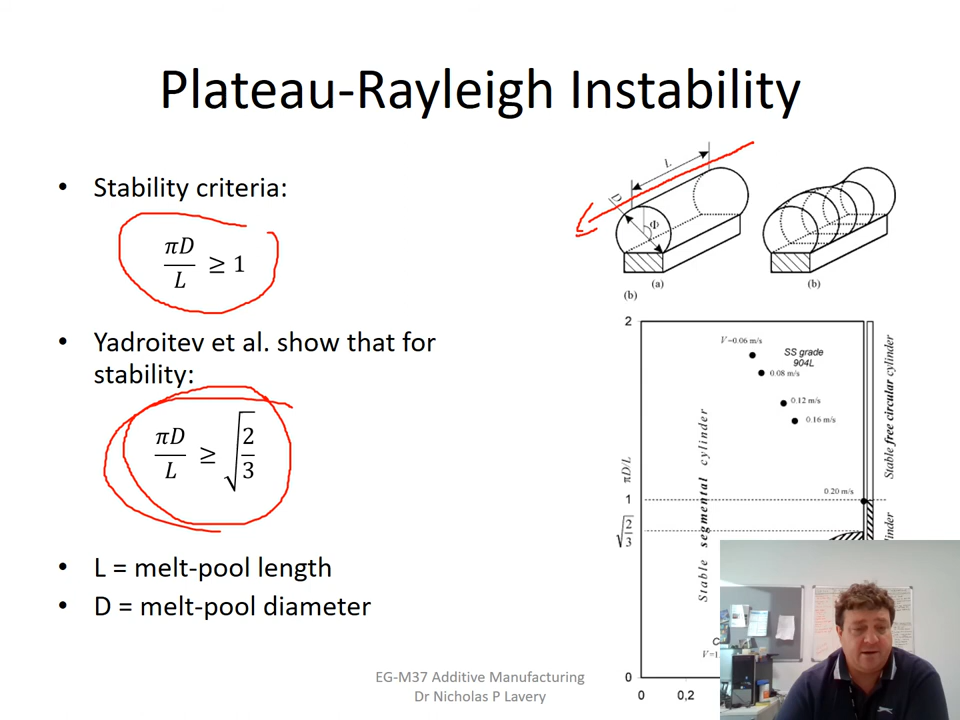 Plateau-Rayleigh Instability
• Stability criteria:
πD
L
≥ 1
• Yadroitev et al. show that for
stability:
πD
L
≥
√
2
3
• L = melt-pool length
• D = melt-pool diameter
L
D
Φ
(a)
(b)
(b)
2
V=0.06 m/s
SS grade
904L
0.08 m/s
0.12 m/s
0.16 m/s
Stable segmental cylinder
Stable free circular cylinder
πD/L
0.20 m/s
1
√
2
3
0
0
0,2
EG-M37 Additive Manufacturing
Dr Nicholas P Lavery